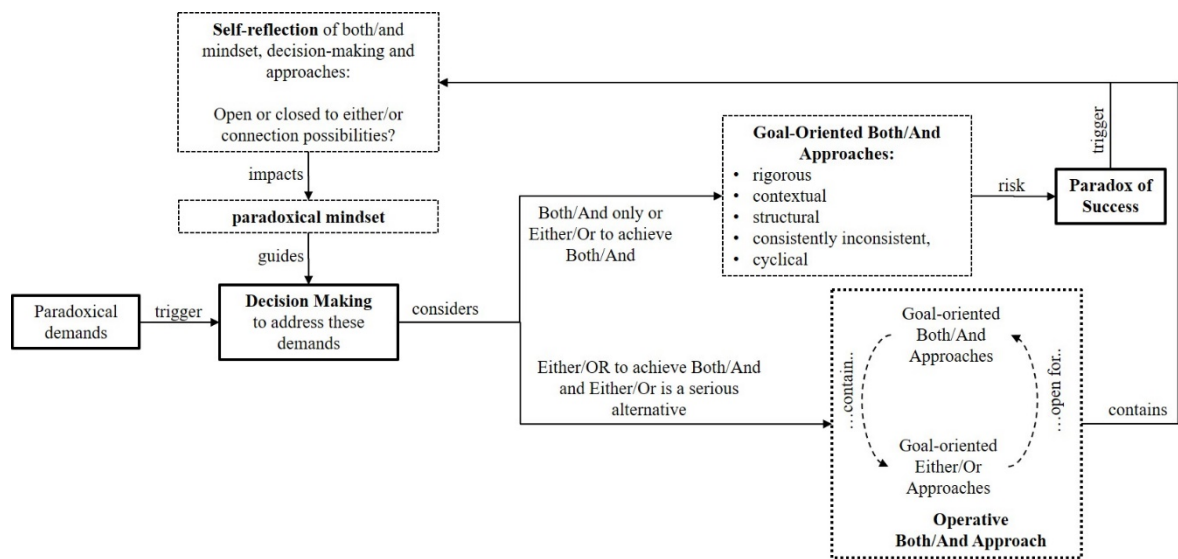 Self-reflection of both/and
mindset, decision-making and
approaches:
Open or closed to either/or
connection possibilities?
impacts
paradoxical mindset
guides
Paradoxical
demands
trigger
Decision Making
to address these
demands
considers
Both/And only or
Either/Or to achieve
Both/And
Goal-Oriented Both/And
Approaches:
• rigorous
• contextual
• structural
• consistently inconsistent,
• cyclical
risk
Paradox of
Success
trigger
Either/OR to achieve Both/And
and Either/Or is a serious
alternative
Goal-oriented
Both/And
Approaches
…contain..
…open for..
Goal-oriented
Either/Or
Approaches
Operative
Both/And Approach
contains